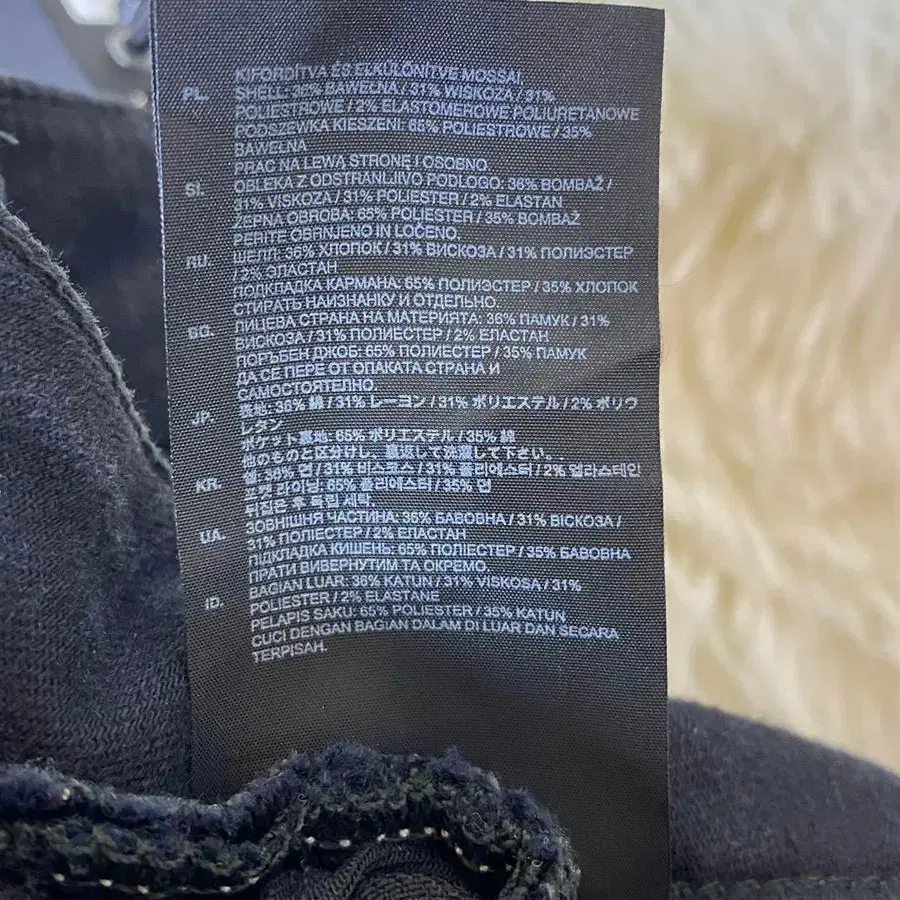 KIFORDÍTVA ÉS ELKÜLÖNÍTVE MOSSA!
PL. SHELL: 36% BAWEŁNA / 31% WISKOZA / 31%
POLIESTROWE / 2% ELASTOMEROWE POLIURETANOWE
PODSZEWKA KIESZENI: 65% POLIESTROWE / 35%
BAWEŁNA
PRAĆ NA LEWĄ STRONĘ I OSOBNO.
SI. OBLEKA Z ODSTRANLJIVO PODLOGO: 36% BOMBAŽ /
31% VISKOZA / 31% POLIESTER / 2% ELASTAN
ŽEPNA OBROBA: 65% POLIESTER / 35% BOMBAŽ
PERITE OBRNJENO IN LOČENO.
RU. ШЕЛЛ: 36% ХЛОПОК / 31% ВИСКОЗА / 31% ПОЛИЭСТЕР
/ 2% ЭЛАСТАН
ПОДКЛАДКА КАРМАНА: 65% ПОЛИЭСТЕР / 35% ХЛОПОК
СТИРАТЬ НАИЗНАНКУ И ОТДЕЛЬНО.
BG. ЛИЦЕВА СТРАНА НА МАТЕРИЯТА: 36% ПАМУК / 31%
ВИСКОЗА / 31% ПОЛИЕСТЕР / 2% ЕЛАСТАН
ПОРЪБЕН ДЖОБ: 65% ПОЛИЕСТЕР / 35% ПАМУК
ДА СЕ ПЕРЕ ОТ ОПАКАТА СТРАНА И
САМОСТОЯТЕЛНО.
JP. 表地: 36% 綿 / 31% レーヨン / 31% ポリエステル / 2% ポリウ
レタン
ポケット裏地: 65% ポリエステル / 35% 綿
他のものと区分けし、裏返して洗濯して下さい。.
KR. 쉘: 36% 면 / 31% 비스코스 / 31% 폴리에스터 / 2% 엘라스테인
포켓 라이닝: 65% 폴리에스터 / 35% 면
뒤집은 후 독립 세탁
UA. ЗОВНІШНЯ ЧАСТИНА: 36% БАВОВНА / 31% ВІСКОЗА /
31% ПОЛІЕСТЕР / 2% ЕЛАСТАН
ПІДКЛАДКА КИШЕНЬ: 65% ПОЛІЕСТЕР / 35% БАВОВНА
ПРАТИ ВИВЕРНУТИМ ТА ОКРЕМО.
ID. BAGIAN LUAR: 36% KATUN / 31% VISKOSA / 31%
POLIESTER / 2% ELASTANE
PELAPIS SAKU: 65% POLIESTER / 35% KATUN
CUCI DENGAN BAGIAN DALAM DI LUAR DAN SECARA
TERPISAH.